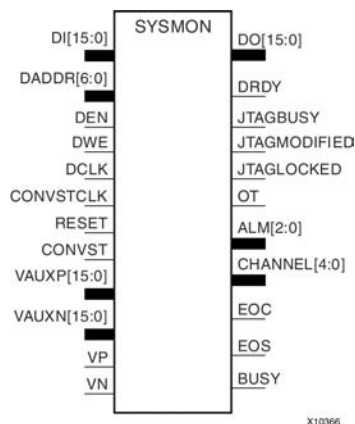 SYSMON
DI[15:0]
DADDR[6:0]
DEN
DWE
DCLK
CONVSTCLK
RESET
CONVST
VAUXP[15:0]
VAUXN[15:0]
VP
VN
DO[15:0]
DRDY
JTAGBUSY
JTAGMODIFIED
JTAGLOCKED
OT
ALM[2:0]
CHANNEL[4:0]
EOC
EOS
BUSY
X10366